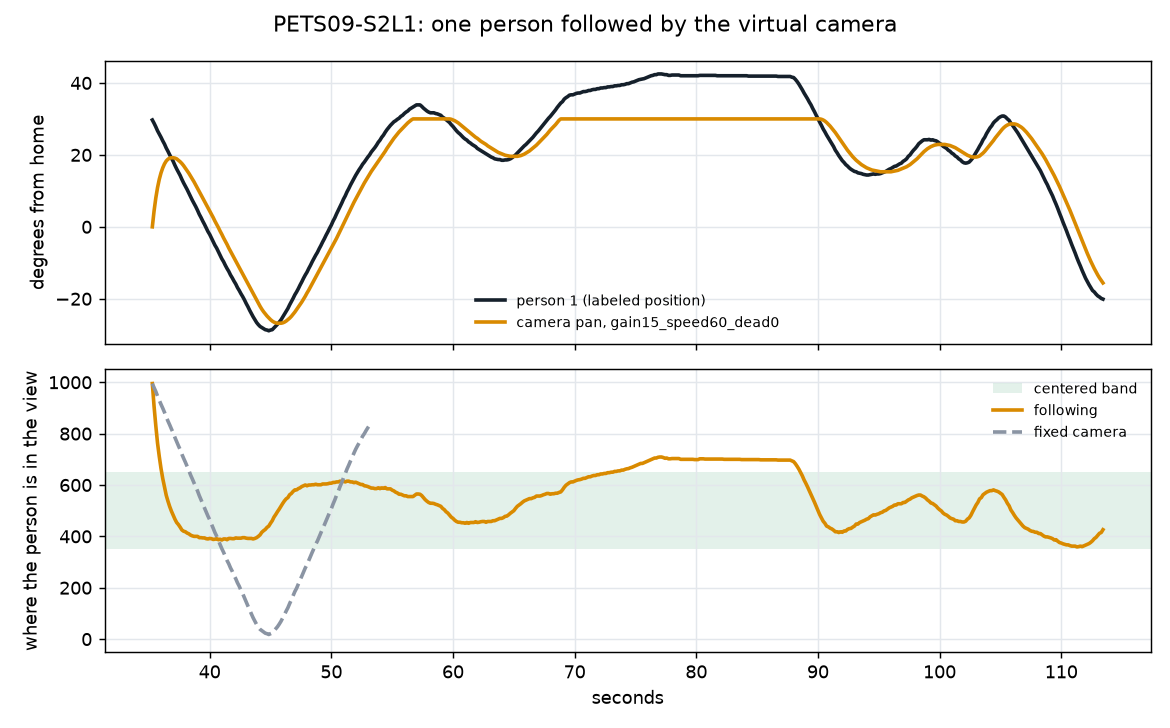 PETS09-S2L1: one person followed by the virtual camera
degrees from home
40
20
0
−20
person 1 (labeled position)
camera pan, gain15_speed60_dead0
where the person is in the view
1000
800
600
400
200
0
centered band
following
fixed camera
40 50 60 70 80 90 100 110
seconds